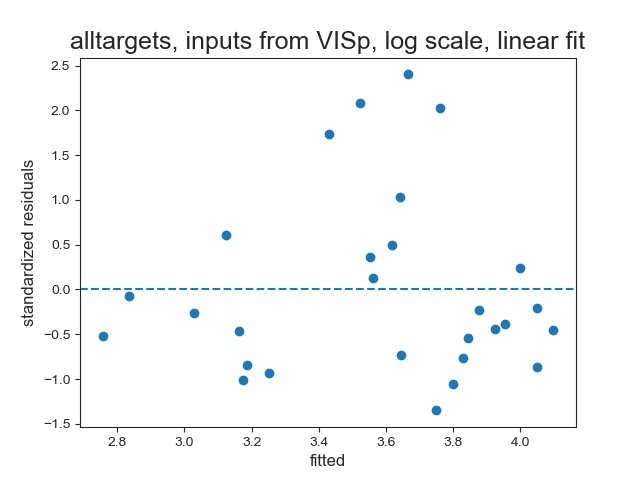 alltargets, inputs from VISp, log scale, linear fit
2.5
2.0
1.5
1.0
0.5
0.0
−0.5
−1.0
−1.5
standardized residuals
2.8 3.0 3.2 3.4 3.6 3.8 4.0
fitted